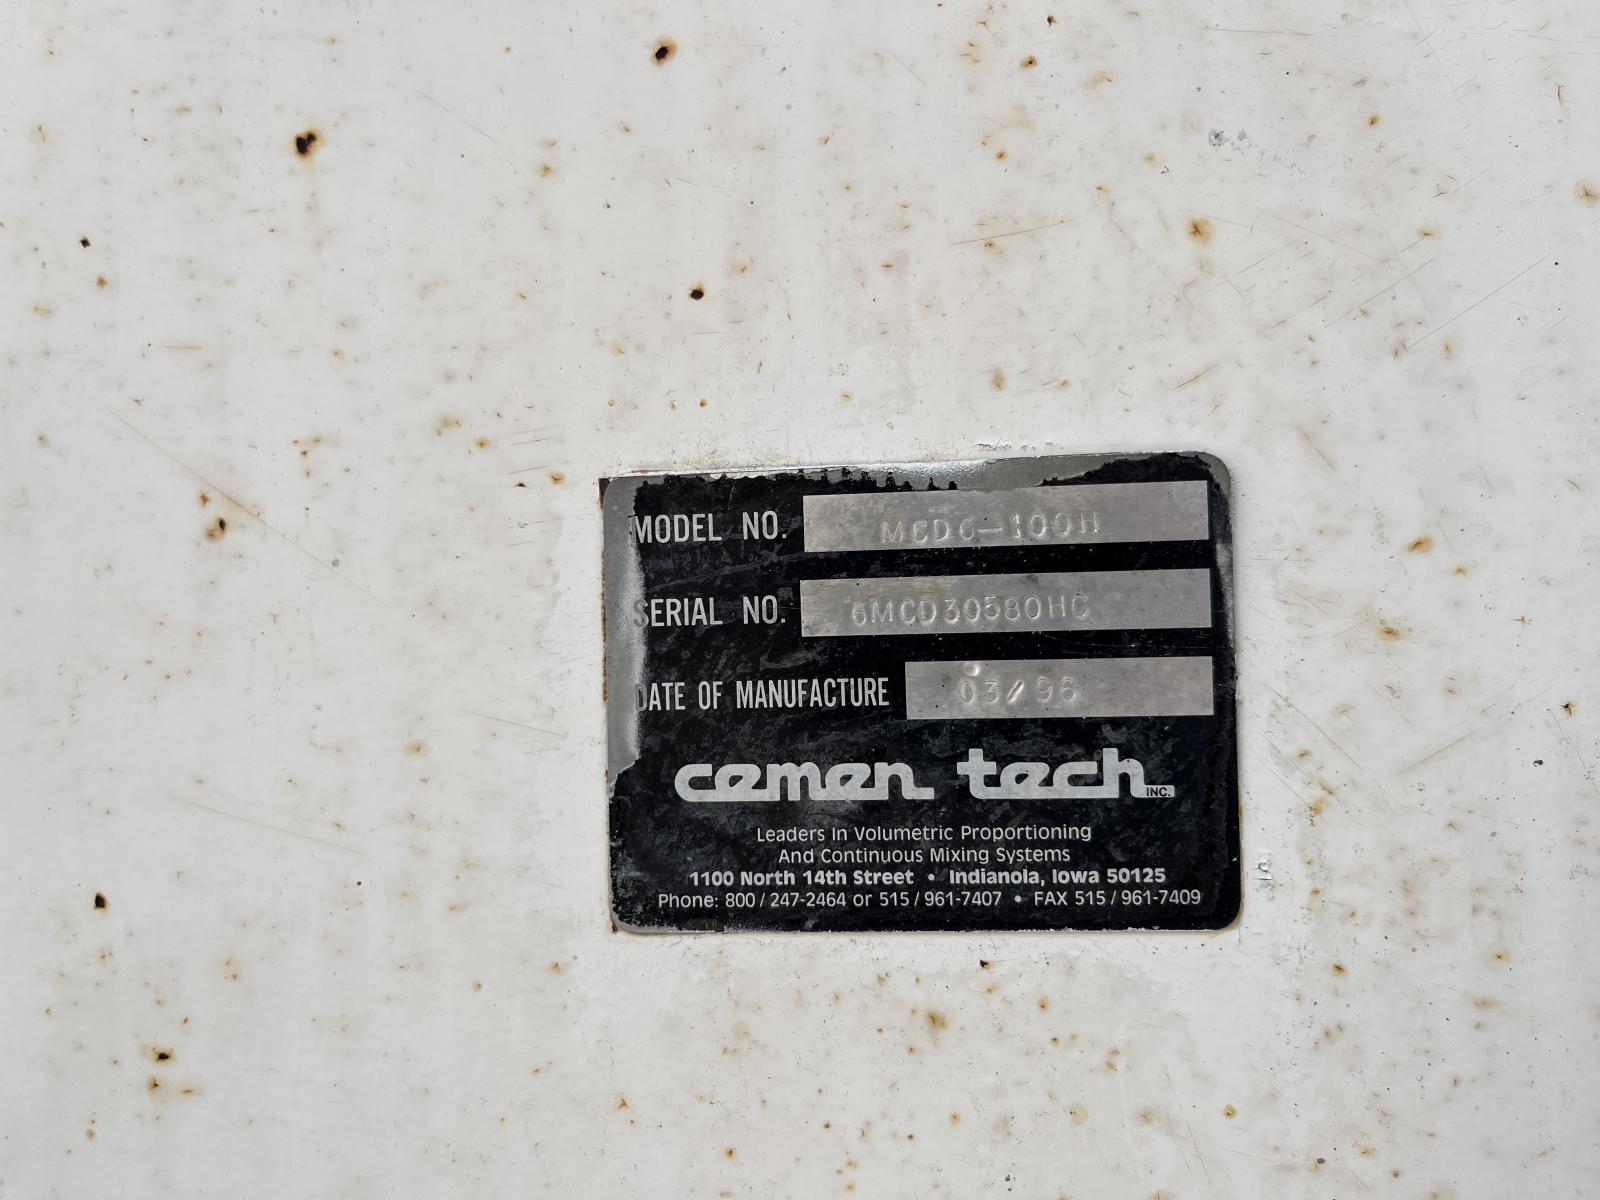 MODEL NO. MCD6-100H
SERIAL NO. 6MCD30580HC
DATE OF MANUFACTURE 03/96
cemen tech INC.
Leaders In Volumetric Proportioning
And Continuous Mixing Systems
1100 North 14th Street • Indianola, Iowa 50125
Phone: 800 / 247-2464 or 515 / 961-7407 • FAX 515 / 961-7409